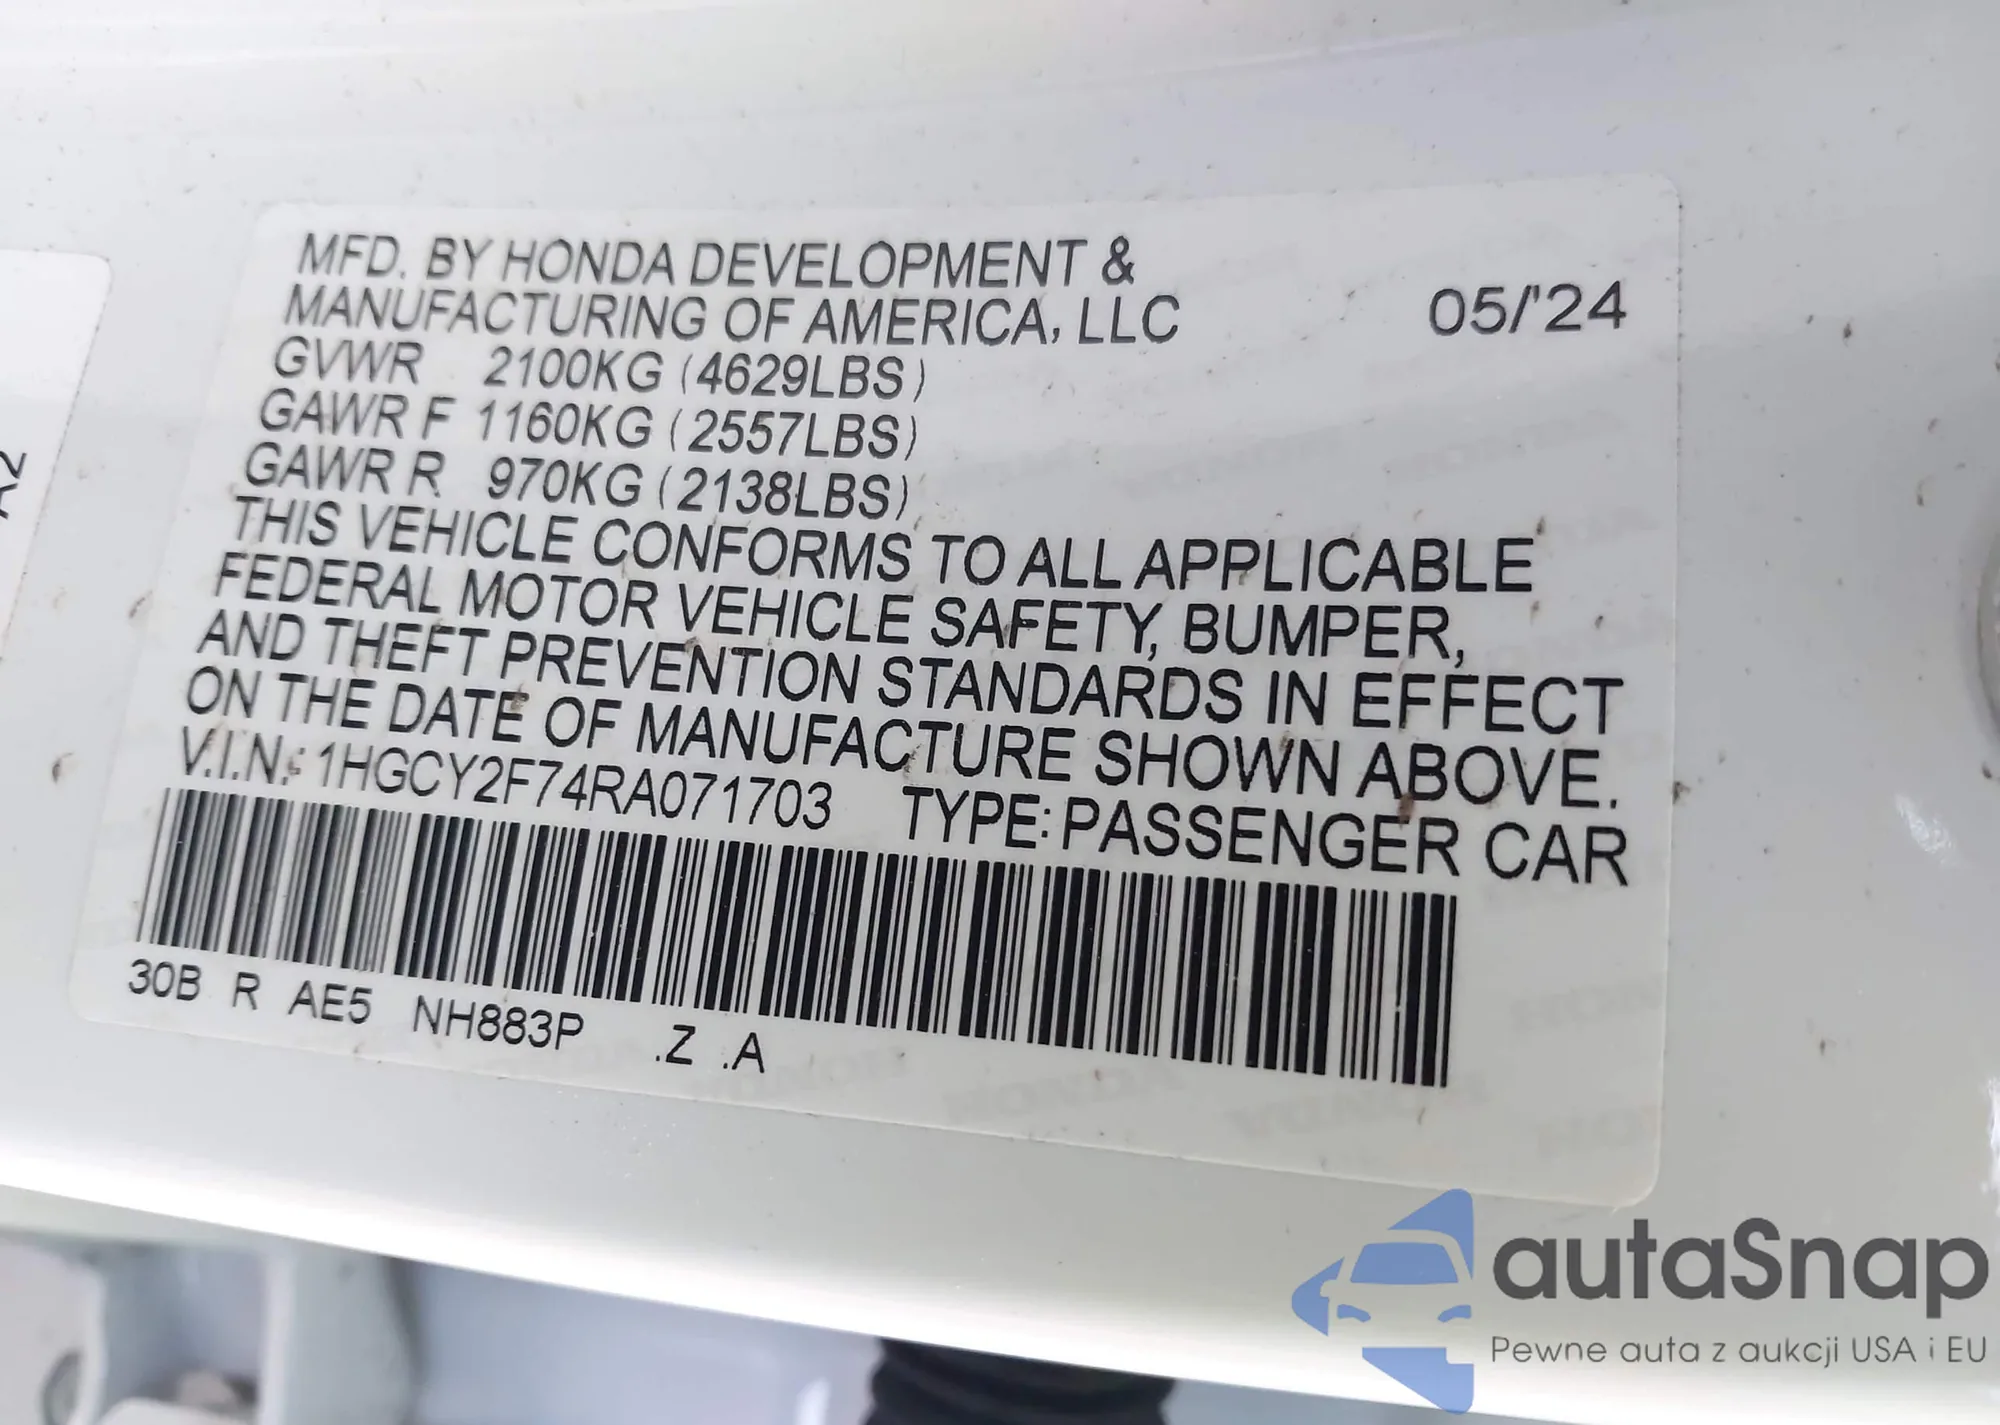 MFD. BY HONDA DEVELOPMENT &
MANUFACTURING OF AMERICA, LLC
05/'24
GVWR 2100KG (4629LBS)
GAWR F 1160KG (2557LBS)
GAWR R 970KG (2138LBS)
THIS VEHICLE CONFORMS TO ALL APPLICABLE
FEDERAL MOTOR VEHICLE SAFETY, BUMPER,
AND THEFT PREVENTION STANDARDS IN EFFECT
ON THE DATE OF MANUFACTURE SHOWN ABOVE.
V.I.N.: 1HGCY2F74RA071703 TYPE: PASSENGER CAR
30B R AE5 NH883P .Z .A
A2
autaSnap
Pewne auta z aukcji USA i EU